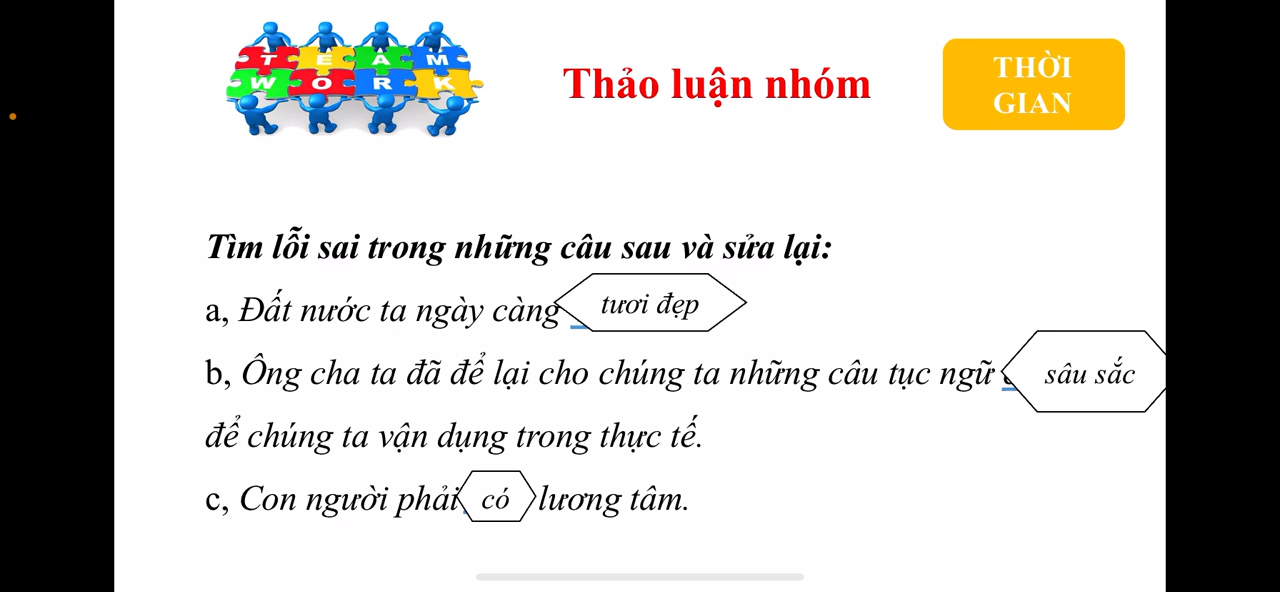 TEAM
WORK
Thảo luận nhóm
THỜI
GIAN
Tìm lỗi sai trong những câu sau và sửa lại:
a, Đất nước ta ngày càng tươi đẹp
b, Ông cha ta đã để lại cho chúng ta những câu tục ngữ sâu sắc
để chúng ta vận dụng trong thực tế.
c, Con người phải có lương tâm.